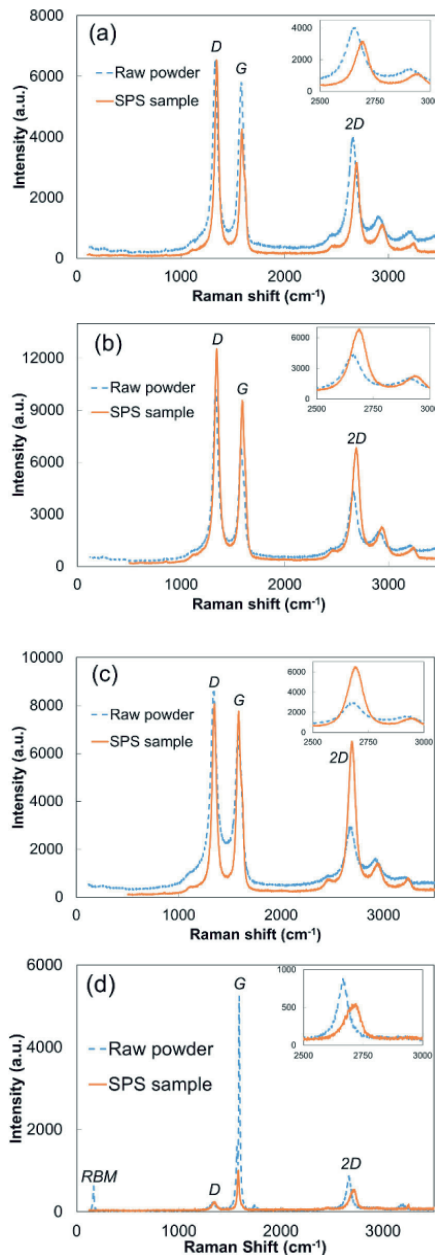 (a)
Intensity (a.u.)
8000
6000
4000
2000
0
D
G
2D
Raw powder
SPS sample
4000
2000
0
2500 2750 3000
0 1000 2000 3000
Raman shift (cm-1)
(b)
Intensity (a.u.)
12000
9000
6000
3000
0
D
G
2D
Raw powder
SPS sample
6000
3000
0
2500 2750 3000
0 1000 2000 3000
Raman shift (cm-1)
(c)
Intensity (a.u.)
10000
8000
6000
4000
2000
0
D
G
2D
Raw powder
SPS sample
6000
4000
2000
0
2500 2750 3000
0 1000 2000 3000
Raman shift (cm-1)
(d)
Intensity (a.u.)
6000
4000
2000
0
G
Raw powder
SPS sample
RBM
D
2D
1000
500
0
2500 2750 3000
0 1000 2000 3000
Raman shift (cm-1)